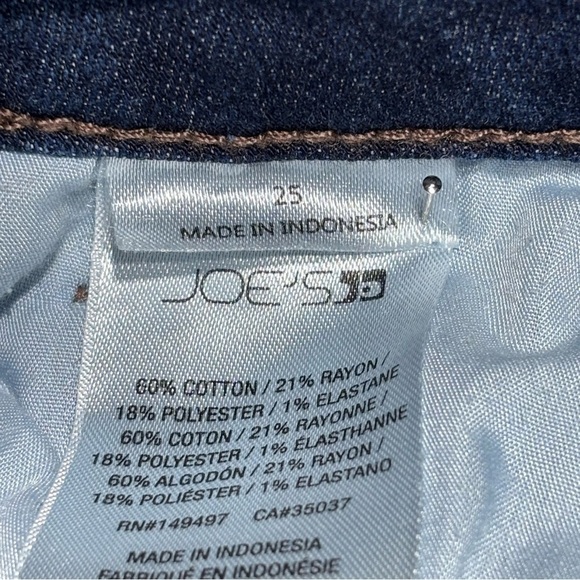 25
MADE IN INDONESIA
JOE'S
60% COTTON / 21% RAYON /
18% POLYESTER / 1% ELASTANE
60% COTON / 21% RAYONNE /
18% POLYESTER / 1% ÉLASTHANNE
60% ALGODÓN / 21% RAYON /
18% POLIÉSTER / 1% ELASTANO
RN#149497 CA#35037
MADE IN INDONESIA
FABRIQUÉ EN INDONÉSIE